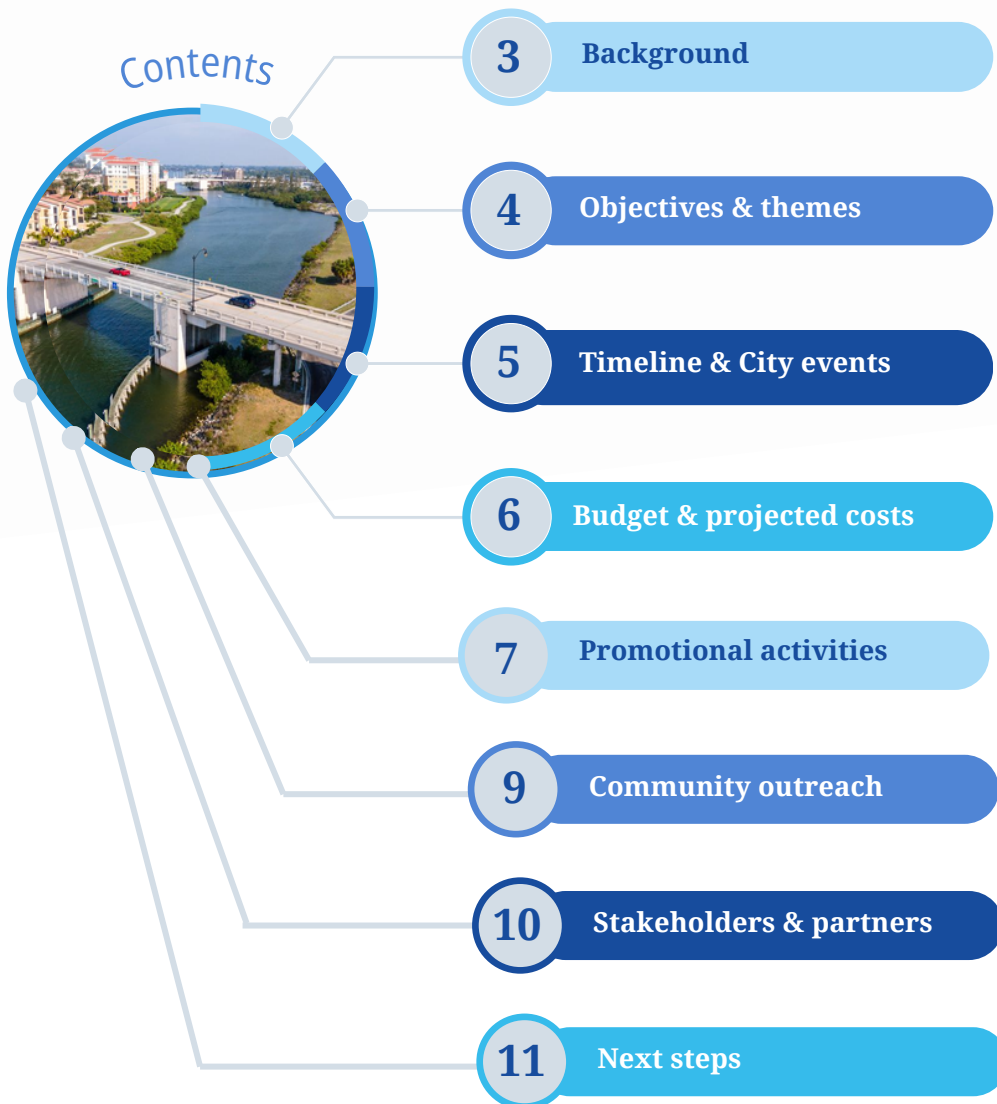 Contents
3 Background
4 Objectives & themes
5 Timeline & City events
6 Budget & projected costs
7 Promotional activities
9 Community outreach
10 Stakeholders & partners
11 Next steps